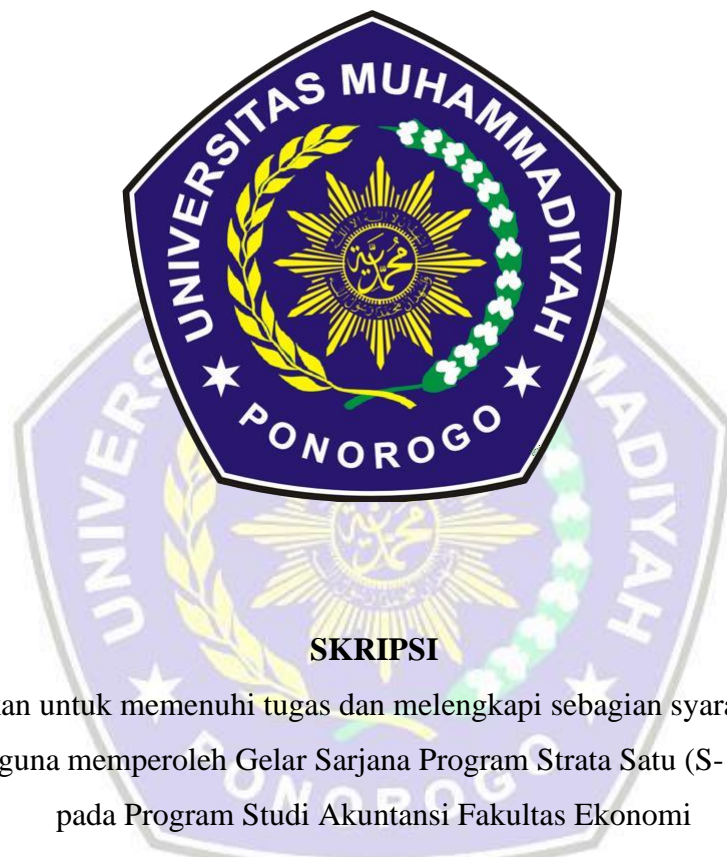 UNIVERSITAS MUHAMMADIYAH
PONOROGO
SKRIPSI
an untuk memenuhi tugas dan melengkapi sebagian syara
guna memperoleh Gelar Sarjana Program Strata Satu (S-
pada Program Studi Akuntansi Fakultas Ekonomi